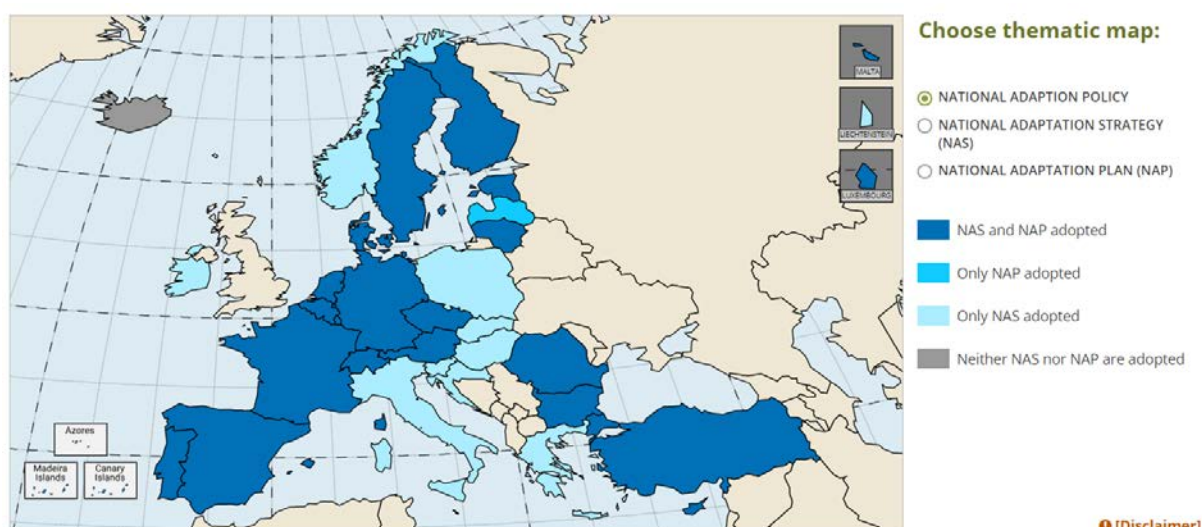 Choose thematic map:
NATIONAL ADAPTION POLICY
NATIONAL ADAPTATION STRATEGY
(NAS)
NATIONAL ADAPTATION PLAN (NAP)
NAS and NAP adopted
Only NAP adopted
Only NAS adopted
Neither NAS nor NAP are adopted
MALTA
LIECHTENSTEIN
LUXEMBOURG
Azores
Madeira
Islands
Canary
Islands
[Disclaimer]